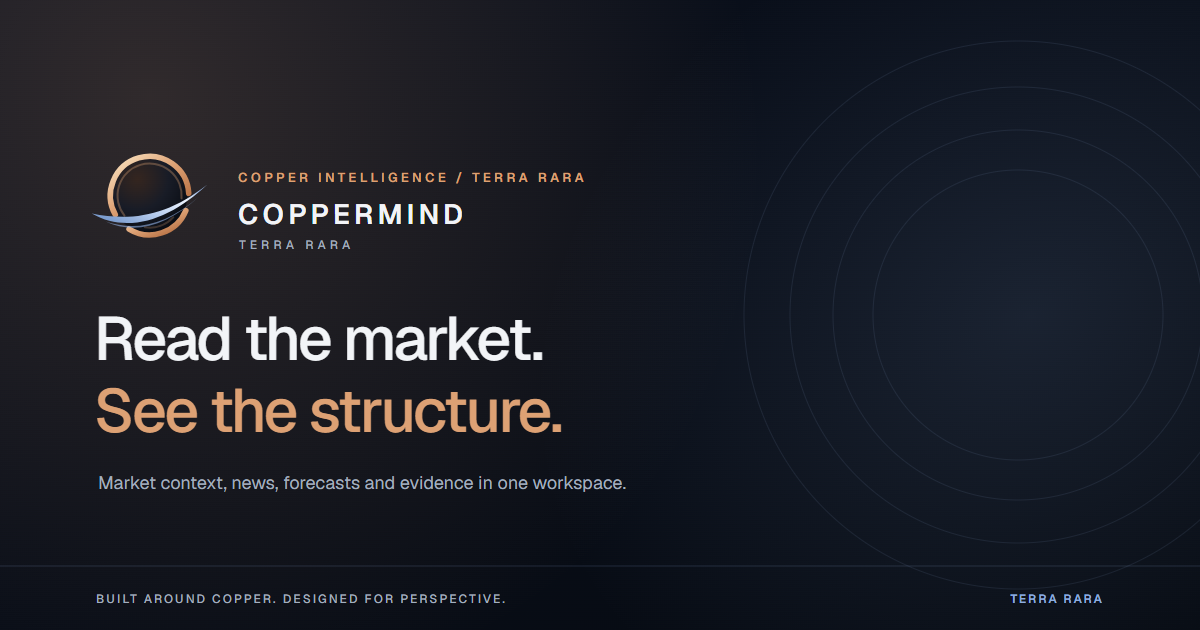 COPPER INTELLIGENCE / TERRA RARA
COPPERMIND
TERRA RARA
Read the market.
See the structure.
Market context, news, forecasts and evidence in one workspace.
BUILT AROUND COPPER. DESIGNED FOR PERSPECTIVE.
TERRA RARA